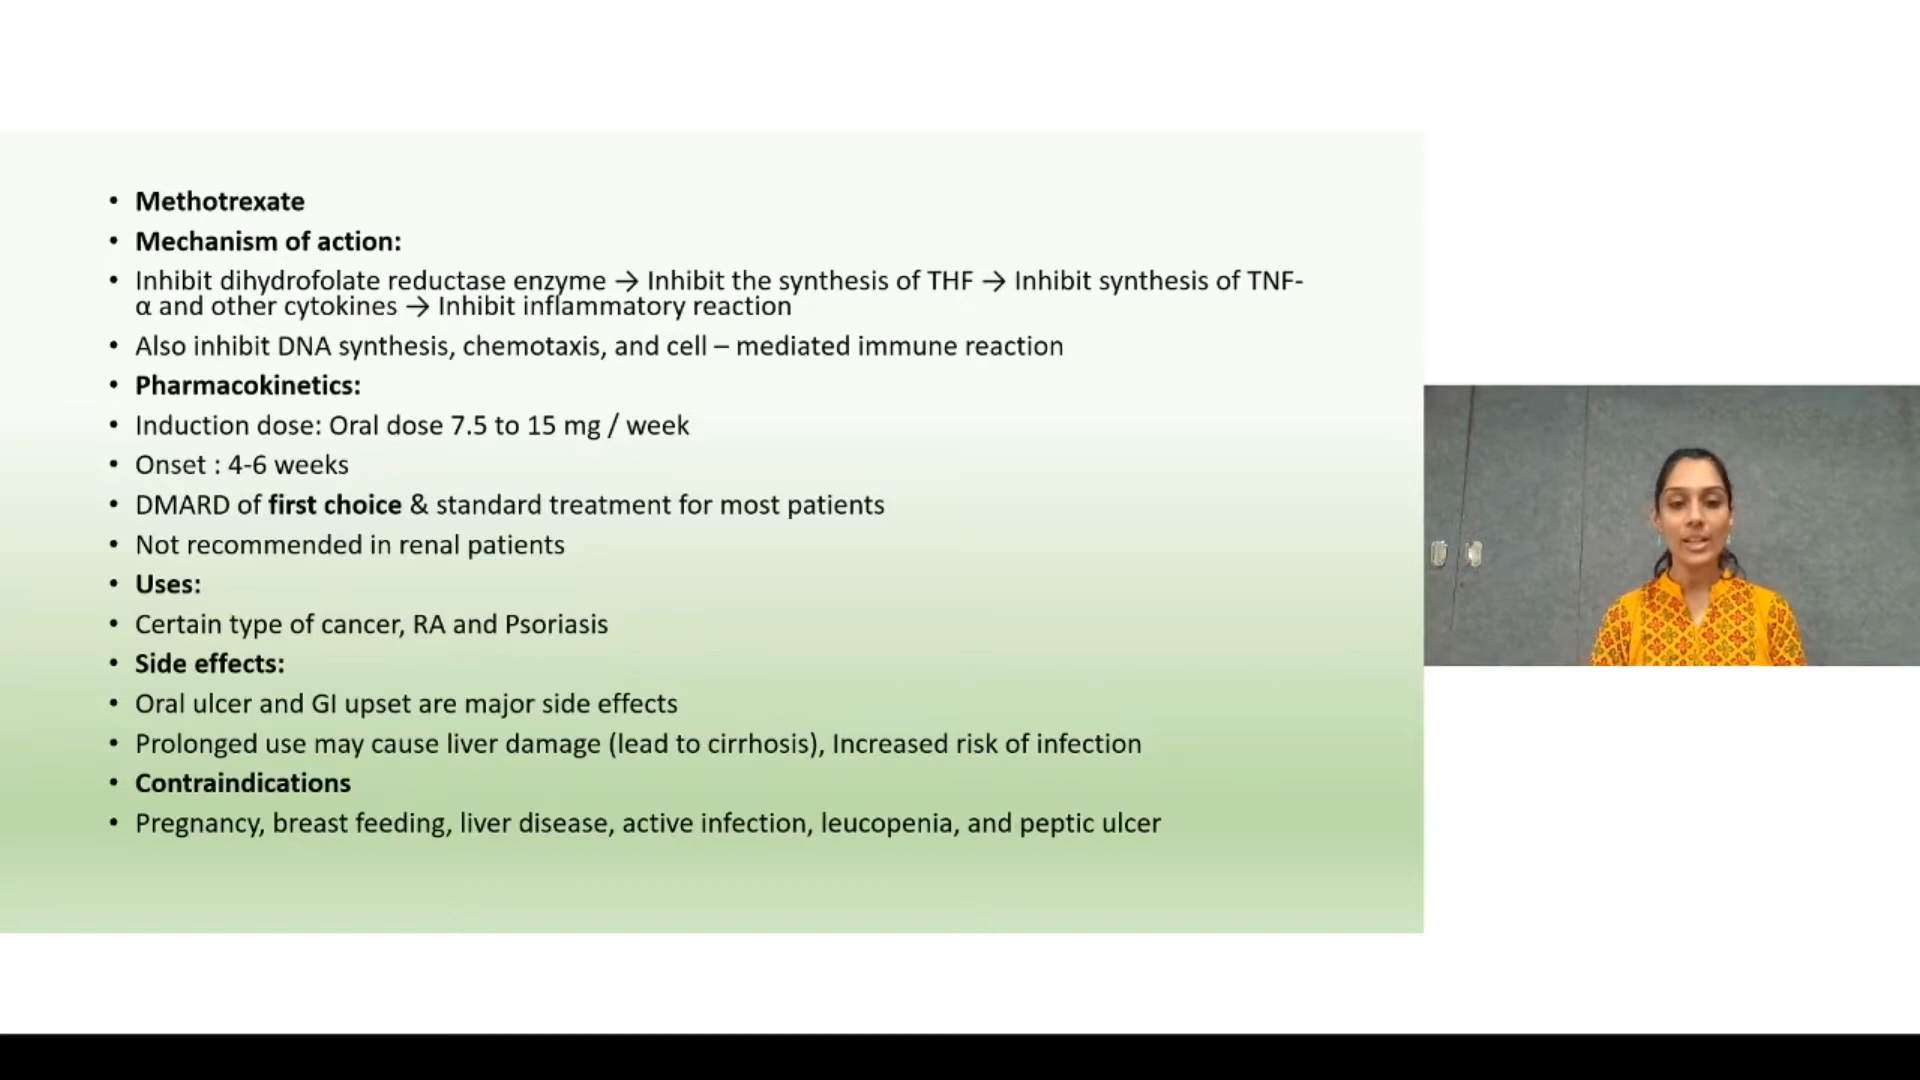 • Methotrexate
• Mechanism of action:
• Inhibit dihydrofolate reductase enzyme → Inhibit the synthesis of THF → Inhibit synthesis of TNF-
α and other cytokines → Inhibit inflammatory reaction
• Also inhibit DNA synthesis, chemotaxis, and cell – mediated immune reaction
• Pharmacokinetics:
• Induction dose: Oral dose 7.5 to 15 mg / week
• Onset : 4-6 weeks
• DMARD of first choice & standard treatment for most patients
• Not recommended in renal patients
• Uses:
• Certain type of cancer, RA and Psoriasis
• Side effects:
• Oral ulcer and GI upset are major side effects
• Prolonged use may cause liver damage (lead to cirrhosis), Increased risk of infection
• Contraindications
• Pregnancy, breast feeding, liver disease, active infection, leucopenia, and peptic ulcer